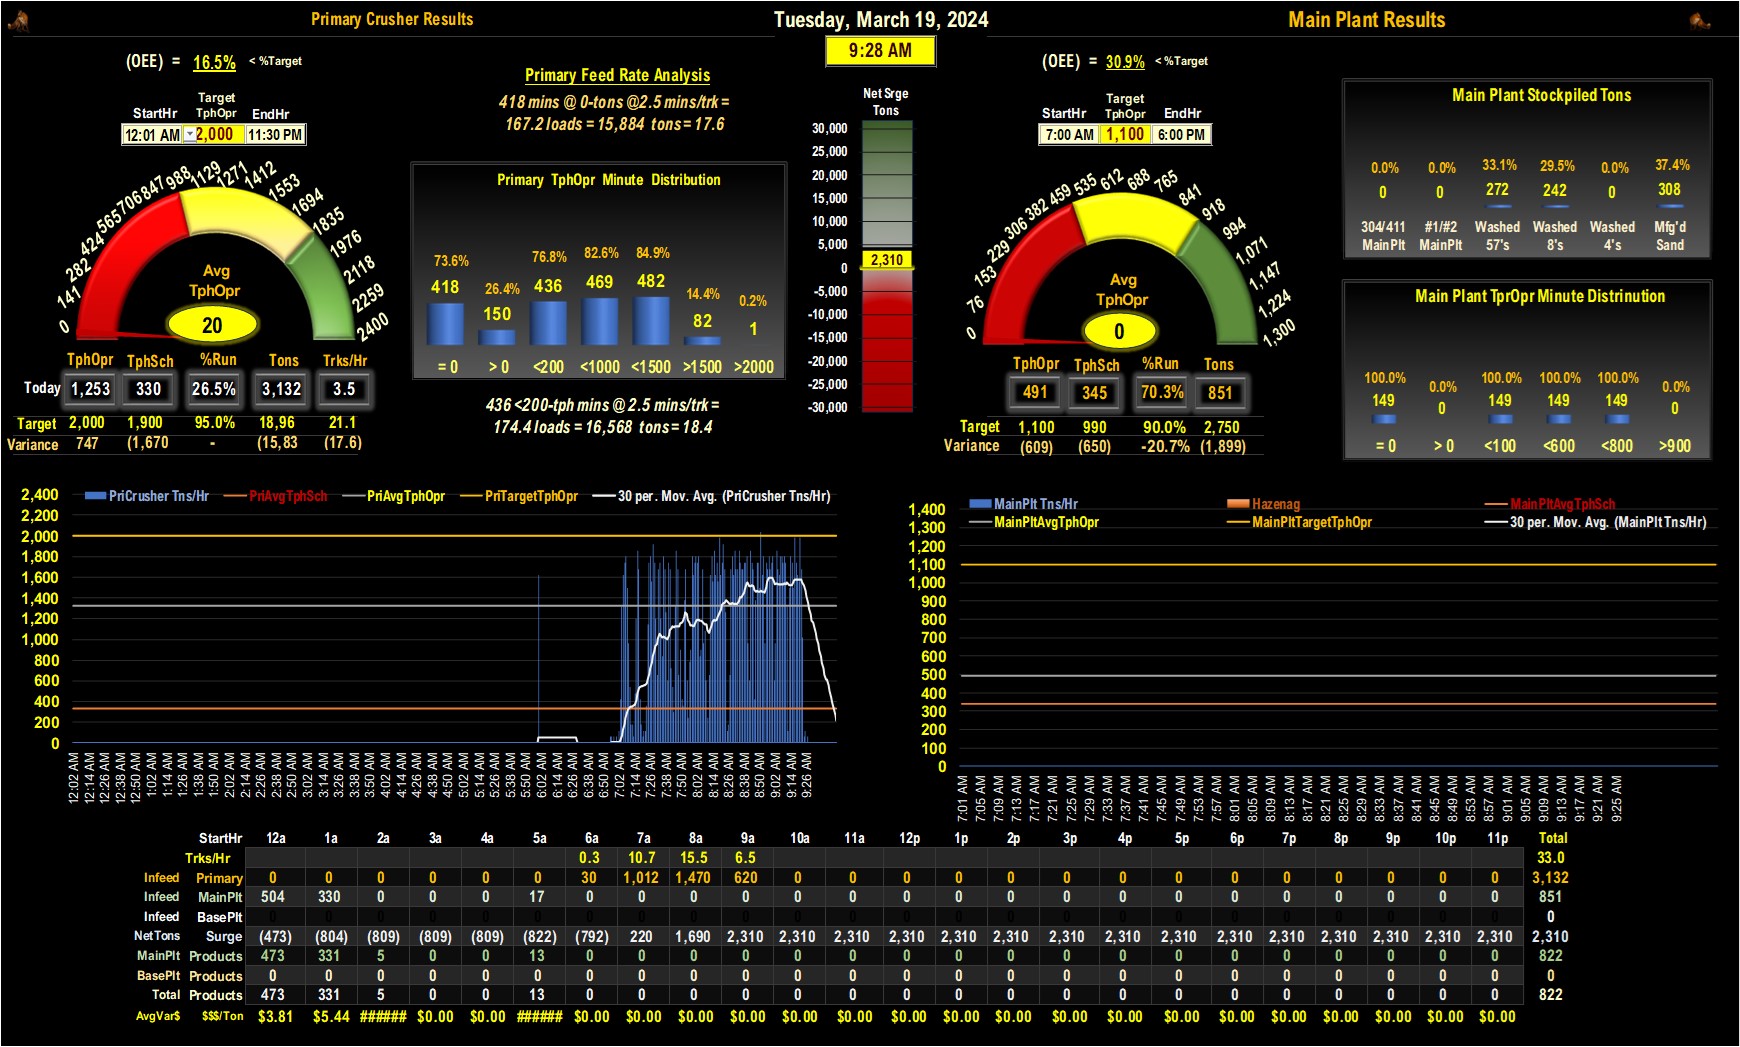 Primary Crusher Results
Tuesday, March 19, 2024
Main Plant Results
9:28 AM
(OEE) = 16.5% < %Target
StartHr Target TphOpr EndHr
12:01 AM 2,000 11:30 PM
0 141 282 424 565 706 847 988 1129 1271 1412 1553 1694 1835 1976 2118 2259 2400
Avg
TphOpr
20
TphOpr TphSch %Run Tons Trks/Hr
Today 1,253 330 26.5% 3,132 3.5
Target 2,000 1,900 95.0% 18,96 21.1
Variance 747 (1,670 - (15,83 (17.6)
Primary Feed Rate Analysis
418 mins @ 0-tons @2.5 mins/trk =
167.2 loads = 15,884 tons = 17.6
Primary TphOpr Minute Distribution
73.6% 26.4% 76.8% 82.6% 84.9% 14.4% 0.2%
418 150 436 469 482 82 1
= 0 > 0 <200 <1000 <1500 >1500 >2000
436 <200-tph mins @ 2.5 mins/trk =
174.4 loads = 16,568 tons = 18.4
Net Srge
Tons
30,000
25,000
20,000
15,000
10,000
5,000
0
-5,000
-10,000
-15,000
-20,000
-25,000
-30,000
2,310
(OEE) = 30.9% < %Target
StartHr Target TphOpr EndHr
7:00 AM 1,100 6:00 PM
0 76 153 229 306 382 459 535 612 688 765 841 918 994 1,071 1,147 1,224 1,300
Avg
TphOpr
0
TphOpr TphSch %Run Tons
491 345 70.3% 851
Target 1,100 990 90.0% 2,750
Variance (609) (650) -20.7% (1,899)
Main Plant Stockpiled Tons
0.0% 0.0% 33.1% 29.5% 0.0% 37.4%
0 0 272 242 0 308
304/411 #1/#2 Washed Washed Washed Mfg'd
MainPlt MainPlt 57's 8's 4's Sand
Main Plant TprOpr Minute Distrinution
100.0% 0.0% 100.0% 100.0% 100.0% 0.0%
149 0 149 149 149 0
= 0 > 0 <100 <600 <800 >900
PriCrusher Tns/Hr PriAvgTphSch PriAvgTphOpr PriTargetTphOpr 30 per. Mov. Avg. (PriCrusher Tns/Hr)
2,400
2,200
2,000
1,800
1,600
1,400
1,200
1,000
800
600
400
200
0
12:02 AM 12:14 AM 12:26 AM 12:38 AM 12:50 AM 1:02 AM 1:14 AM 1:26 AM 1:38 AM 1:50 AM 2:02 AM 2:14 AM 2:26 AM 2:38 AM 2:50 AM 3:02 AM 3:14 AM 3:26 AM 3:38 AM 3:50 AM 4:02 AM 4:14 AM 4:26 AM 4:38 AM 4:50 AM 5:02 AM 5:14 AM 5:26 AM 5:38 AM 5:50 AM 6:02 AM 6:14 AM 6:26 AM 6:38 AM 6:50 AM 7:02 AM 7:14 AM 7:26 AM 7:38 AM 7:50 AM 8:02 AM 8:14 AM 8:26 AM 8:38 AM 8:50 AM 9:02 AM 9:14 AM 9:26 AM
MainPlt Tns/Hr Hazenag MainPltAvgTphSch
MainPltAvgTphOpr MainPltTargetTphOpr 30 per. Mov. Avg. (MainPlt Tns/Hr)
1,400
1,300
1,200
1,100
1,000
900
800
700
600
500
400
300
200
100
0
7:01 AM 7:05 AM 7:09 AM 7:13 AM 7:17 AM 7:21 AM 7:25 AM 7:29 AM 7:33 AM 7:37 AM 7:41 AM 7:45 AM 7:49 AM 7:53 AM 7:57 AM 8:01 AM 8:05 AM 8:09 AM 8:13 AM 8:17 AM 8:21 AM 8:25 AM 8:29 AM 8:33 AM 8:37 AM 8:41 AM 8:45 AM 8:49 AM 8:53 AM 8:57 AM 9:01 AM 9:05 AM 9:09 AM 9:13 AM 9:17 AM 9:21 AM 9:25 AM
StartHr 12a 1a 2a 3a 4a 5a 6a 7a 8a 9a 10a 11a 12p 1p 2p 3p 4p 5p 6p 7p 8p 9p 10p 11p Total
Trks/Hr 0.3 10.7 15.5 6.5 33.0
Infeed Primary 0 0 0 0 0 0 30 1,012 1,470 620 0 0 0 0 0 0 0 0 0 0 0 0 0 0 3,132
Infeed MainPlt 504 330 17 0 0 0 0 0 0 0 0 0 0 0 0 0 0 0 0 0 0 851
Infeed BasePlt 0 0 0 0 0 0 0 0 0 0 0 0 0 0 0 0 0 0 0 0 0 0 0 0 0
NetTons Surge (473) (804) (809) (809) (809) (822) (792) 220 1,690 2,310 2,310 2,310 2,310 2,310 2,310 2,310 2,310 2,310 2,310 2,310 2,310 2,310 2,310 2,310 2,310
MainPlt Products 473 331 5 0 0 13 0 0 0 0 0 0 0 0 0 0 0 0 0 0 0 0 0 0 822
BasePlt Products 0 0 0 0 0 0 0 0 0 0 0 0 0 0 0 0 0 0 0 0 0 0 0 0 0
Total Products 473 331 5 0 0 13 0 0 0 0 0 0 0 0 0 0 0 0 0 0 0 0 0 0 822
AvgVar$ $$$/Ton $3.81 $5.44 ###### $0.00 $0.00 ###### $0.00 $0.00 $0.00 $0.00 $0.00 $0.00 $0.00 $0.00 $0.00 $0.00 $0.00 $0.00 $0.00 $0.00 $0.00 $0.00 $0.00 $0.00